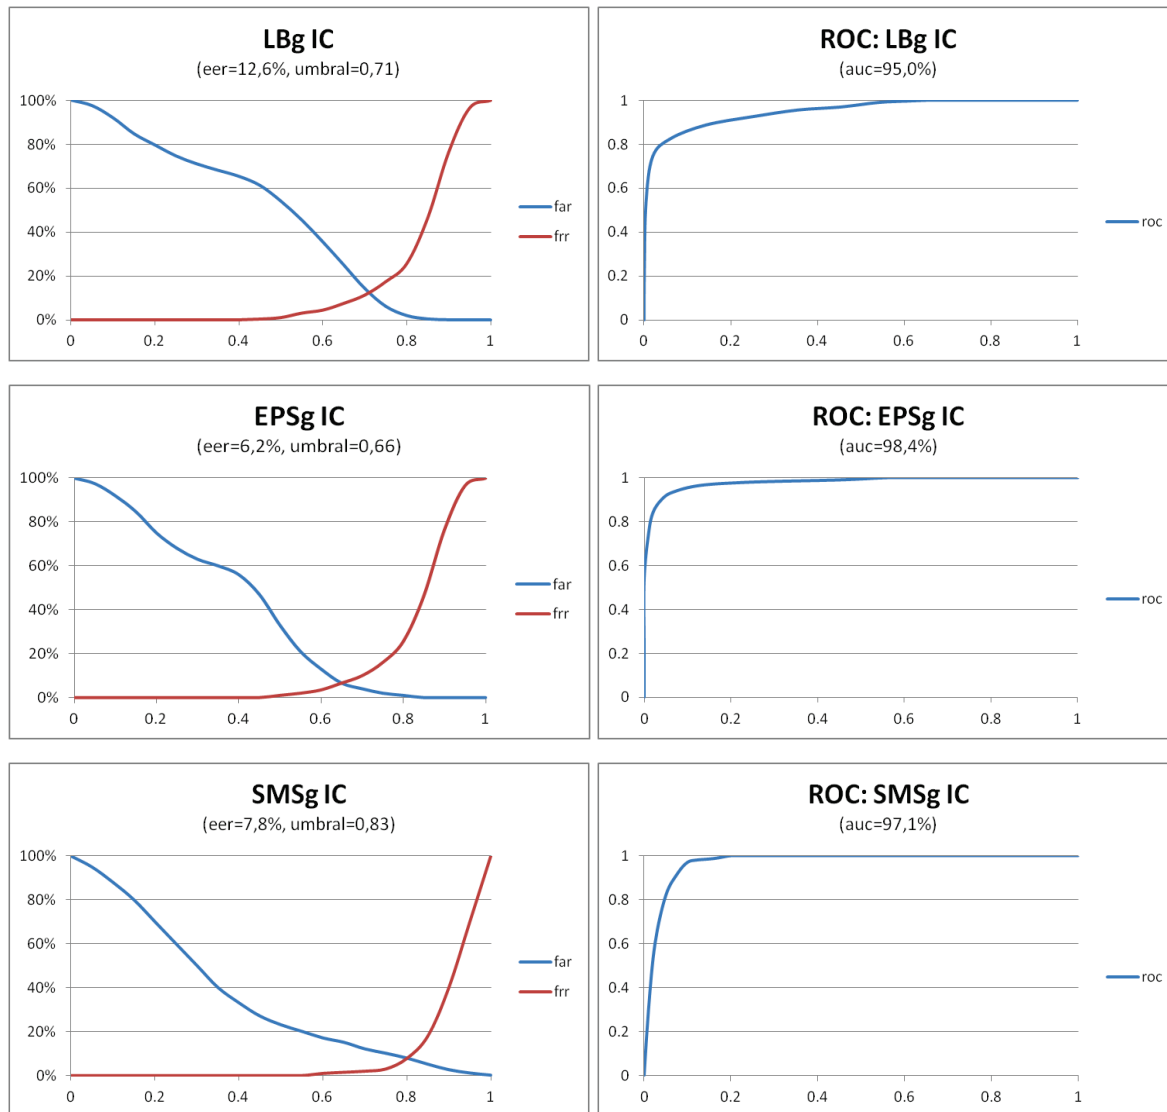 LBg IC
(eer=12,6%, umbral=0,71)
100%
80%
60%
40%
20%
0%
0 0.2 0.4 0.6 0.8 1
far
frr
ROC: LBg IC
(auc=95,0%)
1
0.8
0.6
0.4
0.2
0
0 0.2 0.4 0.6 0.8 1
roc
EPSg IC
(eer=6,2%, umbral=0,66)
100%
80%
60%
40%
20%
0%
0 0.2 0.4 0.6 0.8 1
far
frr
ROC: EPSg IC
(auc=98,4%)
1
0.8
0.6
0.4
0.2
0
0 0.2 0.4 0.6 0.8 1
roc
SMSg IC
(eer=7,8%, umbral=0,83)
100%
80%
60%
40%
20%
0%
0 0.2 0.4 0.6 0.8 1
far
frr
ROC: SMSg IC
(auc=97,1%)
1
0.8
0.6
0.4
0.2
0
0 0.2 0.4 0.6 0.8 1
roc